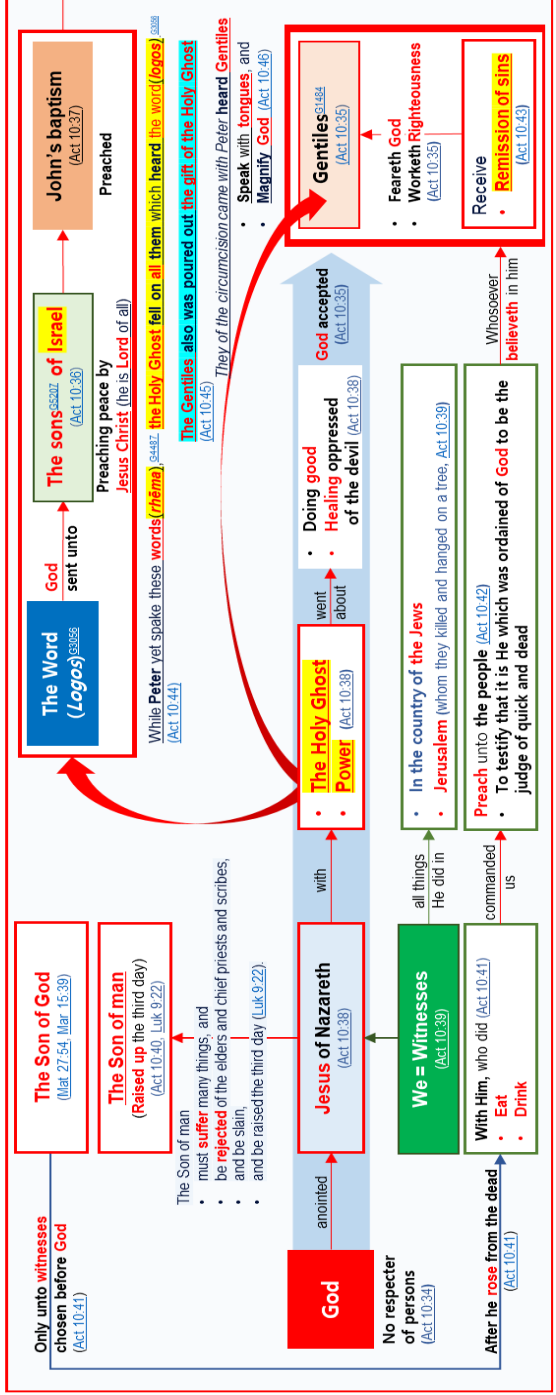 Only unto witnesses
chosen before God
(Act 10:41)
The Son of God
(Mat 27:54, Mar 15:39)
The Son of man
(Raised up the third day)
(Act 10:40, Luk 9:22)
The Son of man
• must suffer many things, and
• be rejected of the elders and chief priests and scribes,
• and be slain,
• and be raised the third day (Luk 9:22).
The Word
(Logos)G3056
God
sent unto
The sonsG5207 of Israel
(Act 10:36)
Preaching peace by
Jesus Christ (he is Lord of all)
John's baptism
(Act 10:37)
Preached
While Peter yet spake these words(rhēma),G4487 the Holy Ghost fell on all them which heard the word(logos)G3056
(Act 10:44)
The Gentiles also was poured out the gift of the Holy Ghost
(Act 10:45)
They of the circumcision came with Peter heard Gentiles
• Speak with tongues, and
• Magnify God (Act 10:46)
God
anointed
Jesus of Nazareth
(Act 10:38)
with
• The Holy Ghost
• Power (Act 10:38)
went
about
• Doing good
• Healing oppressed
of the devil (Act 10:38)
God accepted
(Act 10:35)
Gentiles G1484
(Act 10:35)
• Feareth God
• Worketh Righteousness
(Act 10:35)
Receive
• Remission of sins
(Act 10:43)
No respecter
of persons
(Act 10:34)
We = Witnesses
(Act 10:39)
all things
He did in
• In the country of the Jews
• Jerusalem (whom they killed and hanged on a tree, Act 10:39)
After he rose from the dead
(Act 10:41)
With Him, who did (Act 10:41)
• Eat
• Drink
commanded
us
Preach unto the people (Act 10:42)
• To testify that it is He which was ordained of God to be the
judge of quick and dead
Whosoever
believeth in him